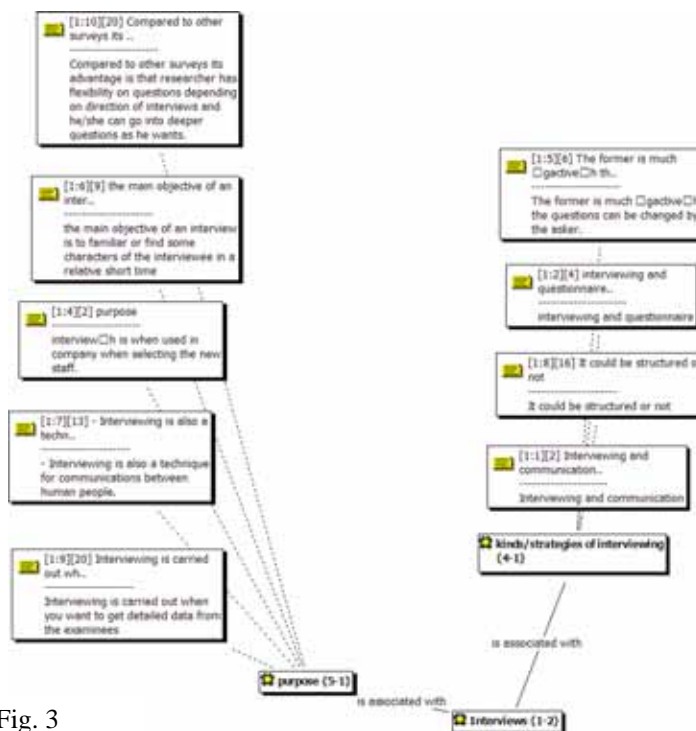 [1:10][20] Compared to other
surveys its ..
--------------------
Compared to other surveys its
advantage is that researcher has
flexibility on questions depending
on direction of interviews and
he/she can go into deeper
questions as he wants.
[1:6][9] the main objective of an
inter..
--------------------
the main objective of an interview
is to familiar or find some
characters of the interviewee in a
relative short time
[1:4][2] purpose
--------------------
interview□h is when used in
company when selecting the new
staff.
[1:7][13] - Interviewing is also a
techn..
--------------------
- Interviewing is also a technique
for communications between
human people.
[1:9][20] Interviewing is carried
out wh..
--------------------
Interviewing is carried out when
you want to get detailed data from
the examinees
purpose (5-1)
[1:5][6] The former is much
□gactive□h th..
--------------------
The former is much □gactive□h
the questions can be changed by
the asker.
[1:2][4] interviewing and
questionnaire..
--------------------
interviewing and questionnaire
[1:8][16] It could be structured o
not
--------------------
It could be structured or not
[1:1][2] Interviewing and
communication..
--------------------
Interviewing and communication
kinds/strategies of interviewing
(4-1)
is associated with
is associated with
Interviews (1-2)
Fig. 3